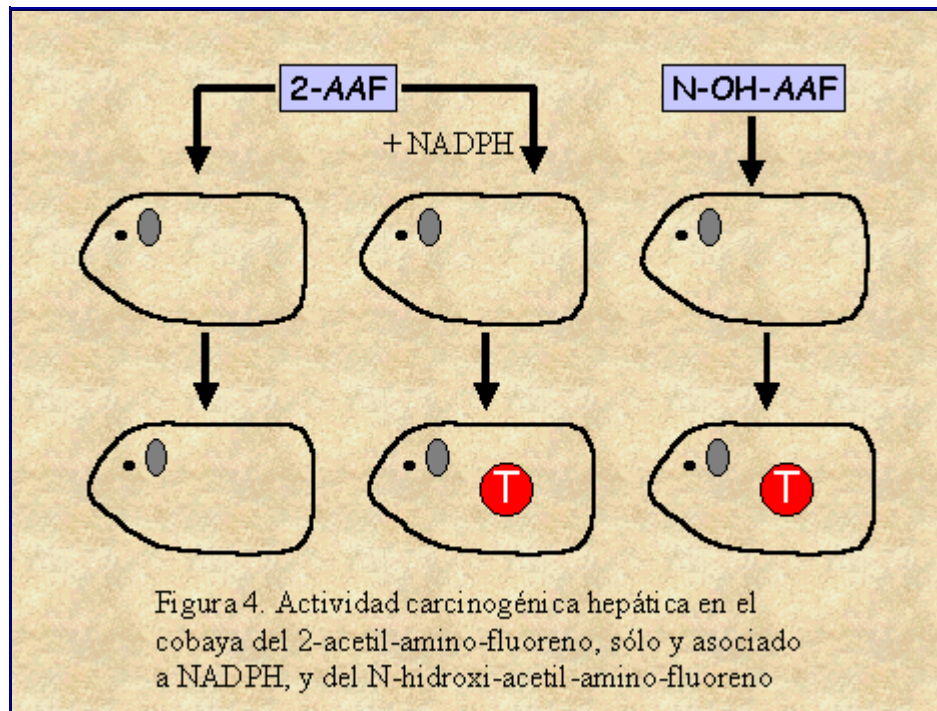 2-AAF
N-OH-AAF
+ NADPH
T
T
Figura 4. Actividad carcinogénica hepática en el
cobaya del 2-acetil-amino-fluoreno, sólo y asociado
a NADPH, y del N-hidroxi-acetil-amino-fluoreno